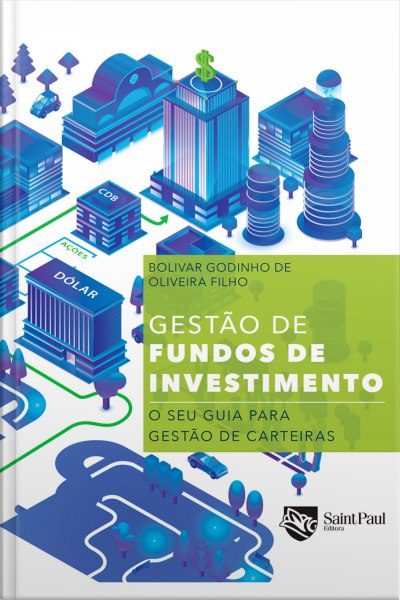 $
CDB
AÇÕES
DÓLAR
BOLIVAR GODINHO DE
OLIVEIRA FILHO
GESTÃO DE
FUNDOS DE
INVESTIMENTO
O SEU GUIA PARA
GESTÃO DE CARTEIRAS
Saint Paul
Editora